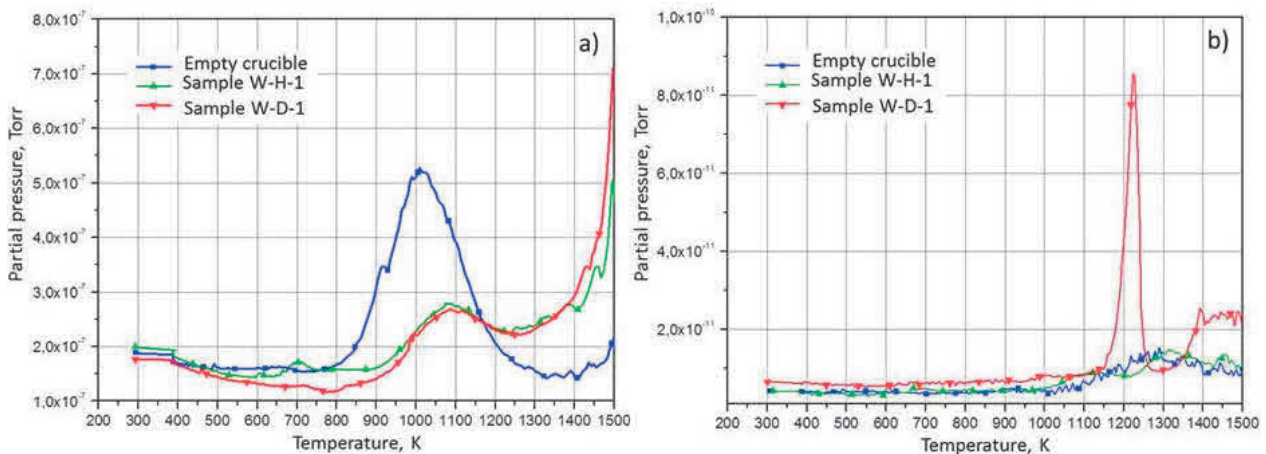 8,0x10⁻⁷
7,0x10⁻⁷
6,0x10⁻⁷
5,0x10⁻⁷
4,0x10⁻⁷
3,0x10⁻⁷
2,0x10⁻⁷
1,0x10⁻⁷
Partial pressure, Torr
a)
Empty crucible
Sample W-H-1
Sample W-D-1
200 300 400 500 600 700 800 900 1000 1100 1200 1300 1400 1500
Temperature, K
1,0x10⁻¹⁰
8,0x10⁻¹¹
6,0x10⁻¹¹
4,0x10⁻¹¹
2,0x10⁻¹¹
Partial pressure, Torr
b)
Empty crucible
Sample W-H-1
Sample W-D-1
200 300 400 500 600 700 800 900 1000 1100 1200 1300 1400 1500
Temperature, K